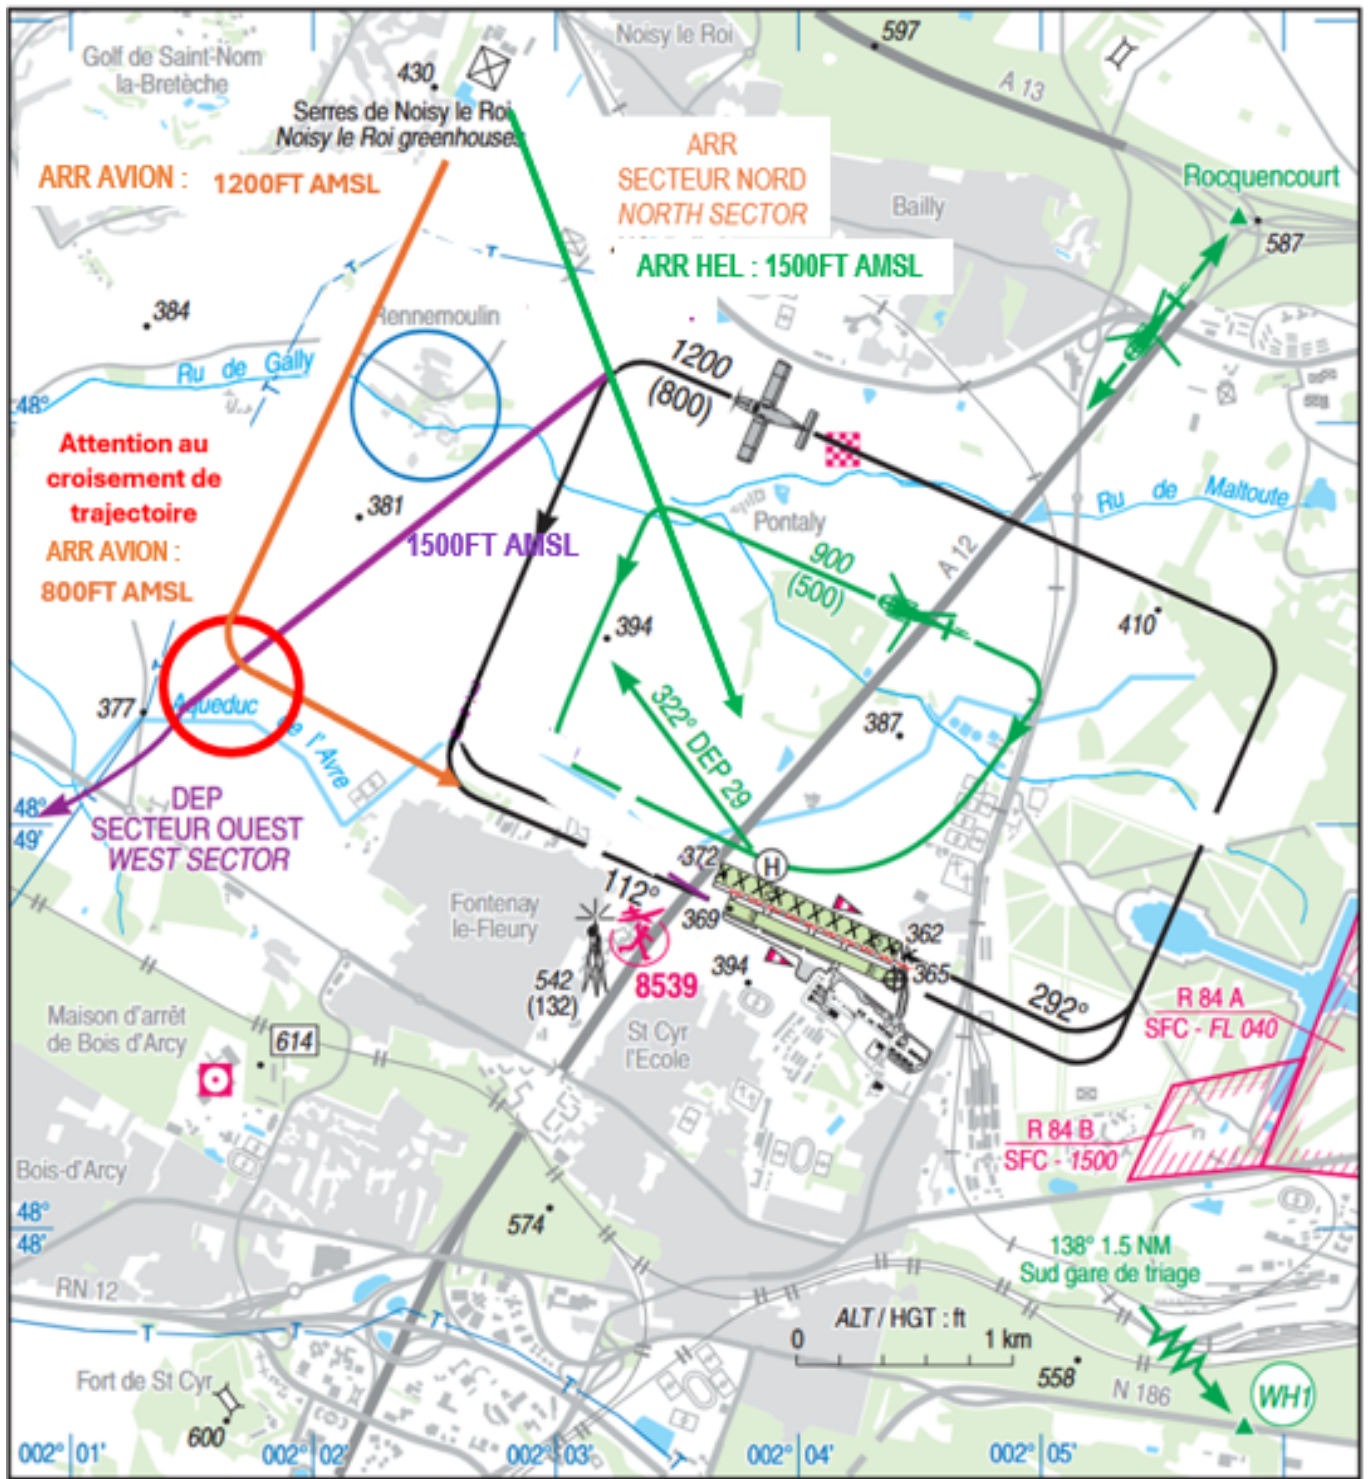 Golf de Saint-Nom
la-Bretèche
430
Serres de Noisy le Roi
Noisy le Roi greenhouses
Noisy le Roi
597
A 13
ARR AVION :
1200FT AMSL
ARR
SECTEUR NORD
NORTH SECTOR
ARR HEL : 1500FT AMSL
Bailly
Rocquencourt
587
384
Rennemoulin
T
T
T
Ru de Gally
T
48°
1200
(800)
Attention au
croisement de
trajectoire
ARR AVION :
800FT AMSL
381
1500FT AMSL
Pontaly
900
(500)
A 12
Ru de Maltoute
410
394
322° DEP 29
387
377
T
Aqueduc de l'Avre
48°
49'
DEP
SECTEUR OUEST
WEST SECTOR
Fontenay
le-Fleury
112°
372
H
369
362
365
292°
8539
542
(132)
394
St Cyr
l'Ecole
Maison d'arrêt
de Bois d'Arcy
614
R 84 A
SFC - FL 040
R 84 B
SFC - 1500
Bois-d'Arcy
48°
48'
574
RN 12
T
T
T
T
138° 1.5 NM
Sud gare de triage
ALT / HGT : ft
0
1 km
558
N 186
WH1
Fort de St Cyr
600
002° 01'
002° 02'
002° 03'
002° 04'
002° 05'